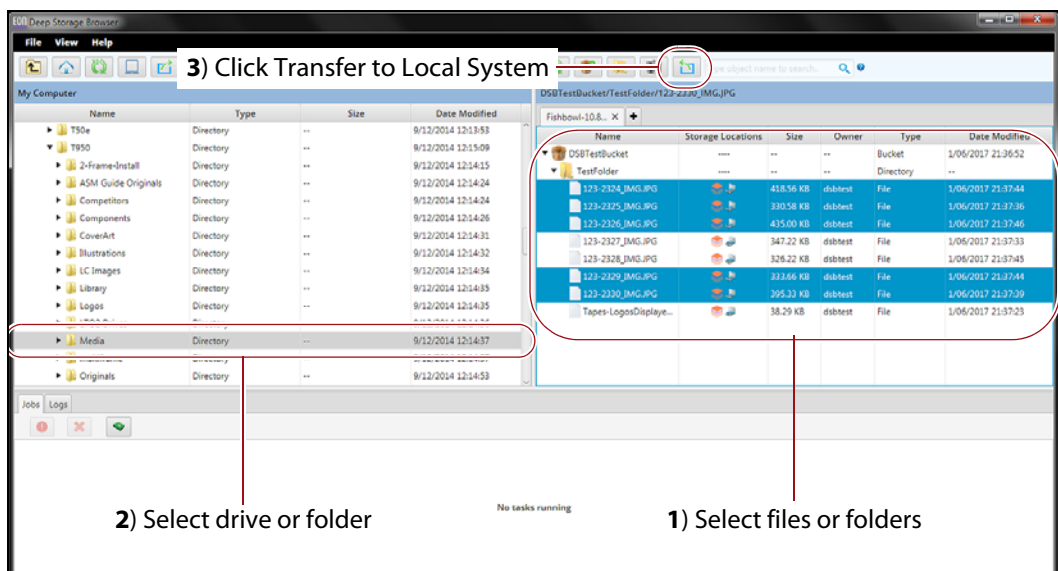 Eon Deep Storage Browser
File View Help
3) Click Transfer to Local System
object name to search.
My Computer
DSBTestBucket/TestFolder/123-2330_IMG.JPG
Fishbowl-10.8...
Name Type Size Date Modified
Name Storage Locations Size Owner Type Date Modified
T50e Directory -- 9/12/2014 12:13:53
T950 Directory -- 9/12/2014 12:15:09
2-Frame-Install Directory -- 9/12/2014 12:14:15
ASM Guide Originals Directory -- 9/12/2014 12:14:24
Competitors Directory -- 9/12/2014 12:14:24
Components Directory -- 9/12/2014 12:14:26
CoverArt Directory -- 9/12/2014 12:14:31
Illustrations Directory -- 9/12/2014 12:14:32
LC Images Directory -- 9/12/2014 12:14:34
Library Directory -- 9/12/2014 12:14:35
Logos Directory -- 9/12/2014 12:14:35
Media Directory -- 9/12/2014 12:14:37
Originals Directory -- 9/12/2014 12:14:53
DSBTestBucket ---- -- -- Bucket 1/06/2017 21:36:52
TestFolder ---- -- -- Directory --
123-2324_IMG.JPG 418.56 KB dsbtest File 1/06/2017 21:37:44
123-2325_IMG.JPG 330.58 KB dsbtest File 1/06/2017 21:37:36
123-2326_IMG.JPG 435.00 KB dsbtest File 1/06/2017 21:37:46
123-2327_IMG.JPG 347.22 KB dsbtest File 1/06/2017 21:37:33
123-2328_IMG.JPG 326.22 KB dsbtest File 1/06/2017 21:37:45
123-2329_IMG.JPG 333.66 KB dsbtest File 1/06/2017 21:37:44
123-2330_IMG.JPG 395.33 KB dsbtest File 1/06/2017 21:37:39
Tapes-LogosDisplaye... 38.29 KB dsbtest File 1/06/2017 21:37:23
Jobs Logs
No tasks running
2) Select drive or folder
1) Select files or folders